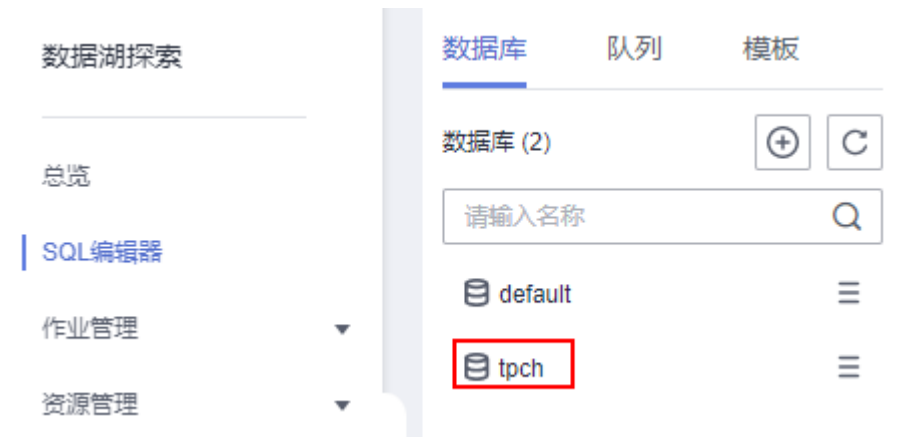 数据湖探索
总览
SQL编辑器
作业管理
资源管理
数据库 队列 模板
数据库 (2)
请输入名称
default
tpch